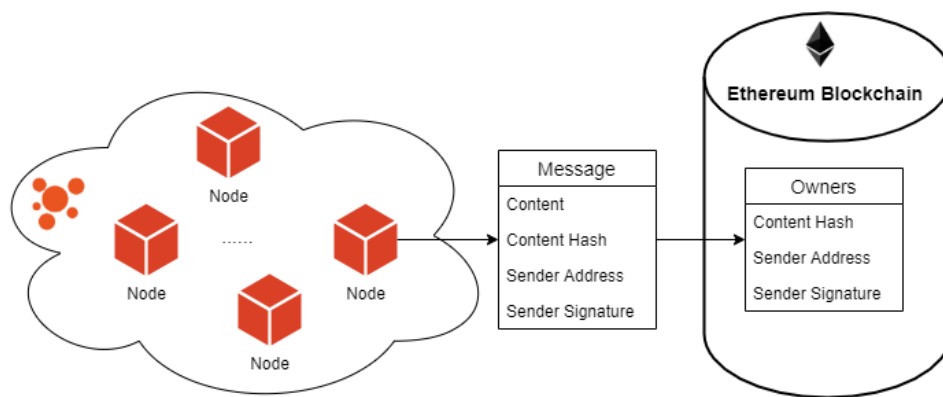 Ethereum Blockchain
Node
Node
......
Node
Node
Message
Content
Content Hash
Sender Address
Sender Signature
Owners
Content Hash
Sender Address
Sender Signature